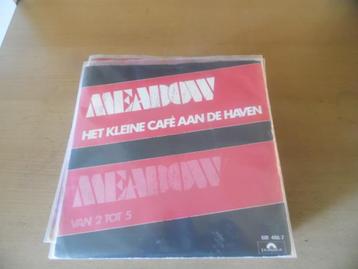 MEADOW
HET KLEINE CAFÉ AAN DE HAVEN
MEADOW
VAN 2 TOT 5